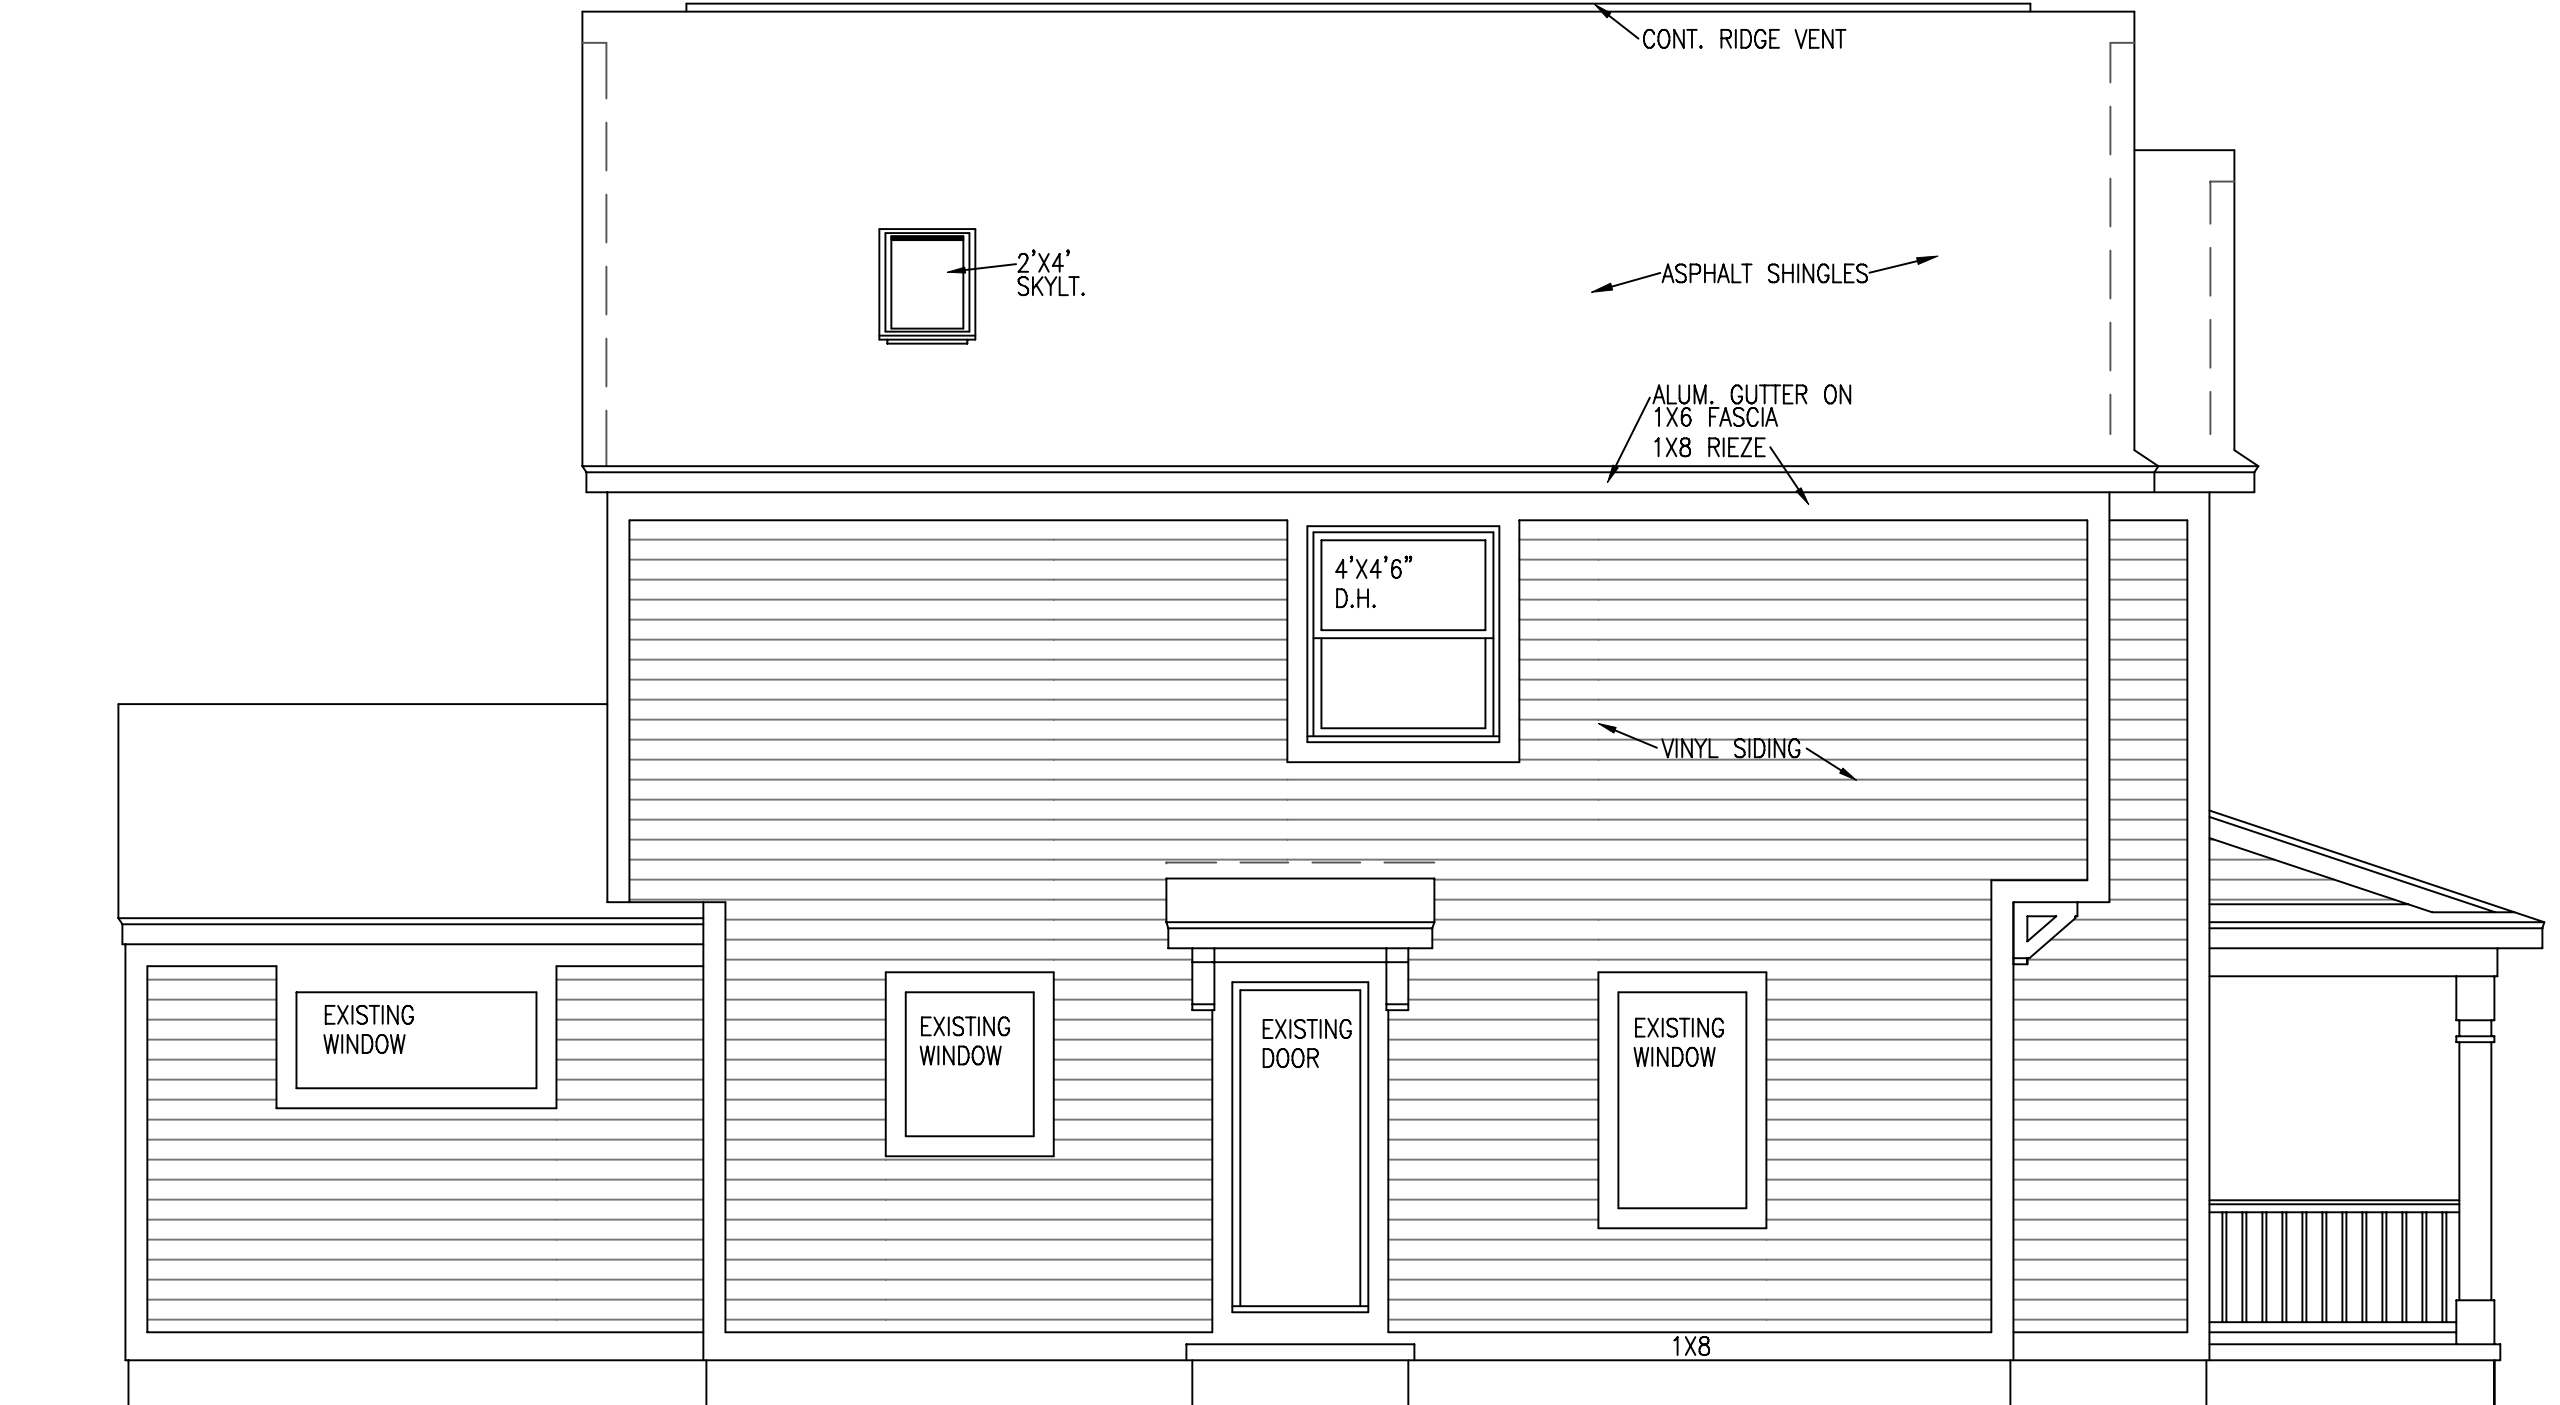 CONT. RIDGE VENT
2'X4'
SKYLT.
ASPHALT SHINGLES
ALUM. GUTTER ON
1X6 FASCIA
1X8 RIEZE
4'X4'6"
D.H.
VINYL SIDING
EXISTING
WINDOW
EXISTING
WINDOW
EXISTING
DOOR
EXISTING
WINDOW
1X8